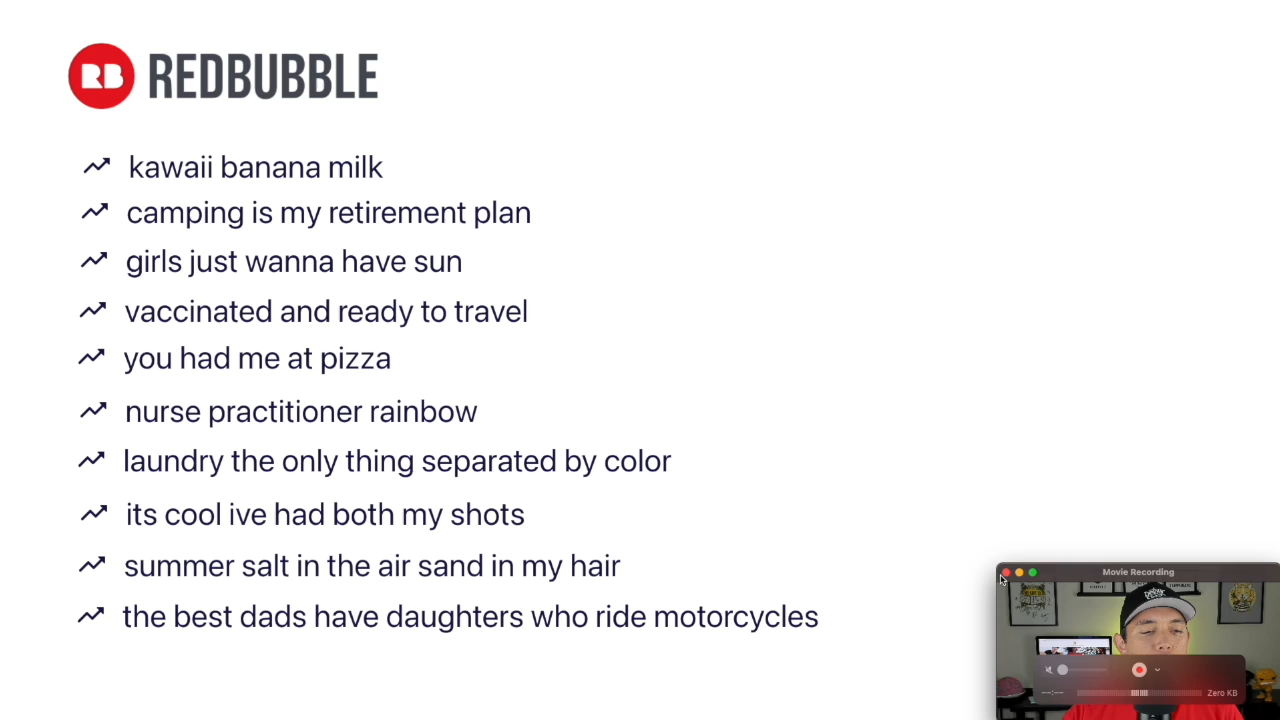 RB REDBUBBLE
kawaii banana milk
camping is my retirement plan
girls just wanna have sun
vaccinated and ready to travel
you had me at pizza
nurse practitioner rainbow
laundry the only thing separated by color
its cool ive had both my shots
summer salt in the air sand in my hair
the best dads have daughters who ride motorcycles
Movie Recording
--:--
Zero KB